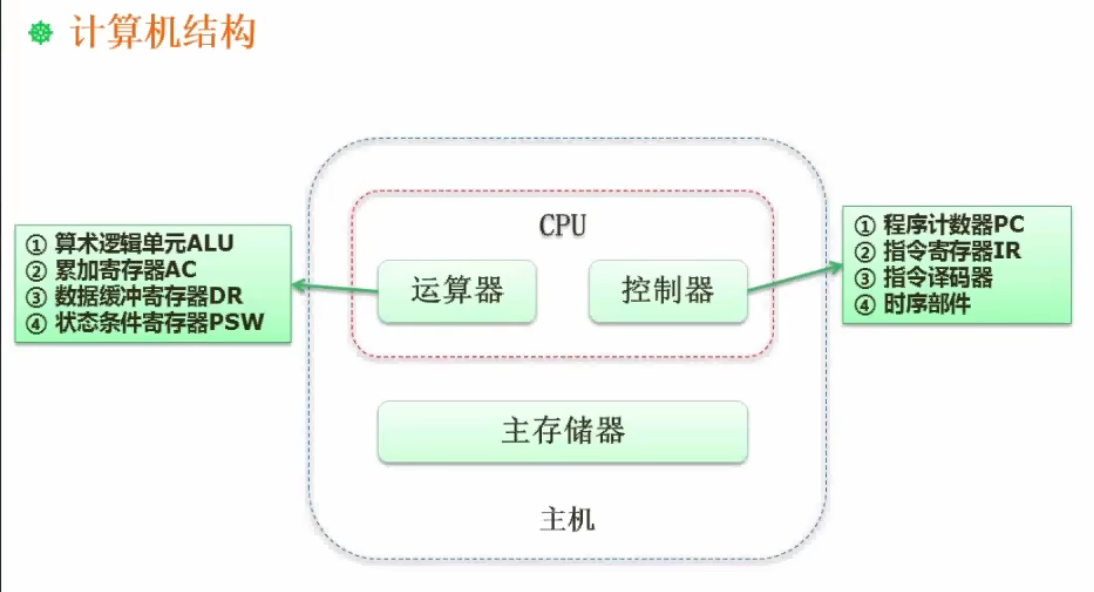 计算机结构
CPU
运算器
控制器
① 算术逻辑单元ALU
② 累加寄存器AC
③ 数据缓冲寄存器DR
④ 状态条件寄存器PSW
① 程序计数器PC
② 指令寄存器IR
③ 指令译码器
④ 时序部件
主存储器
主机